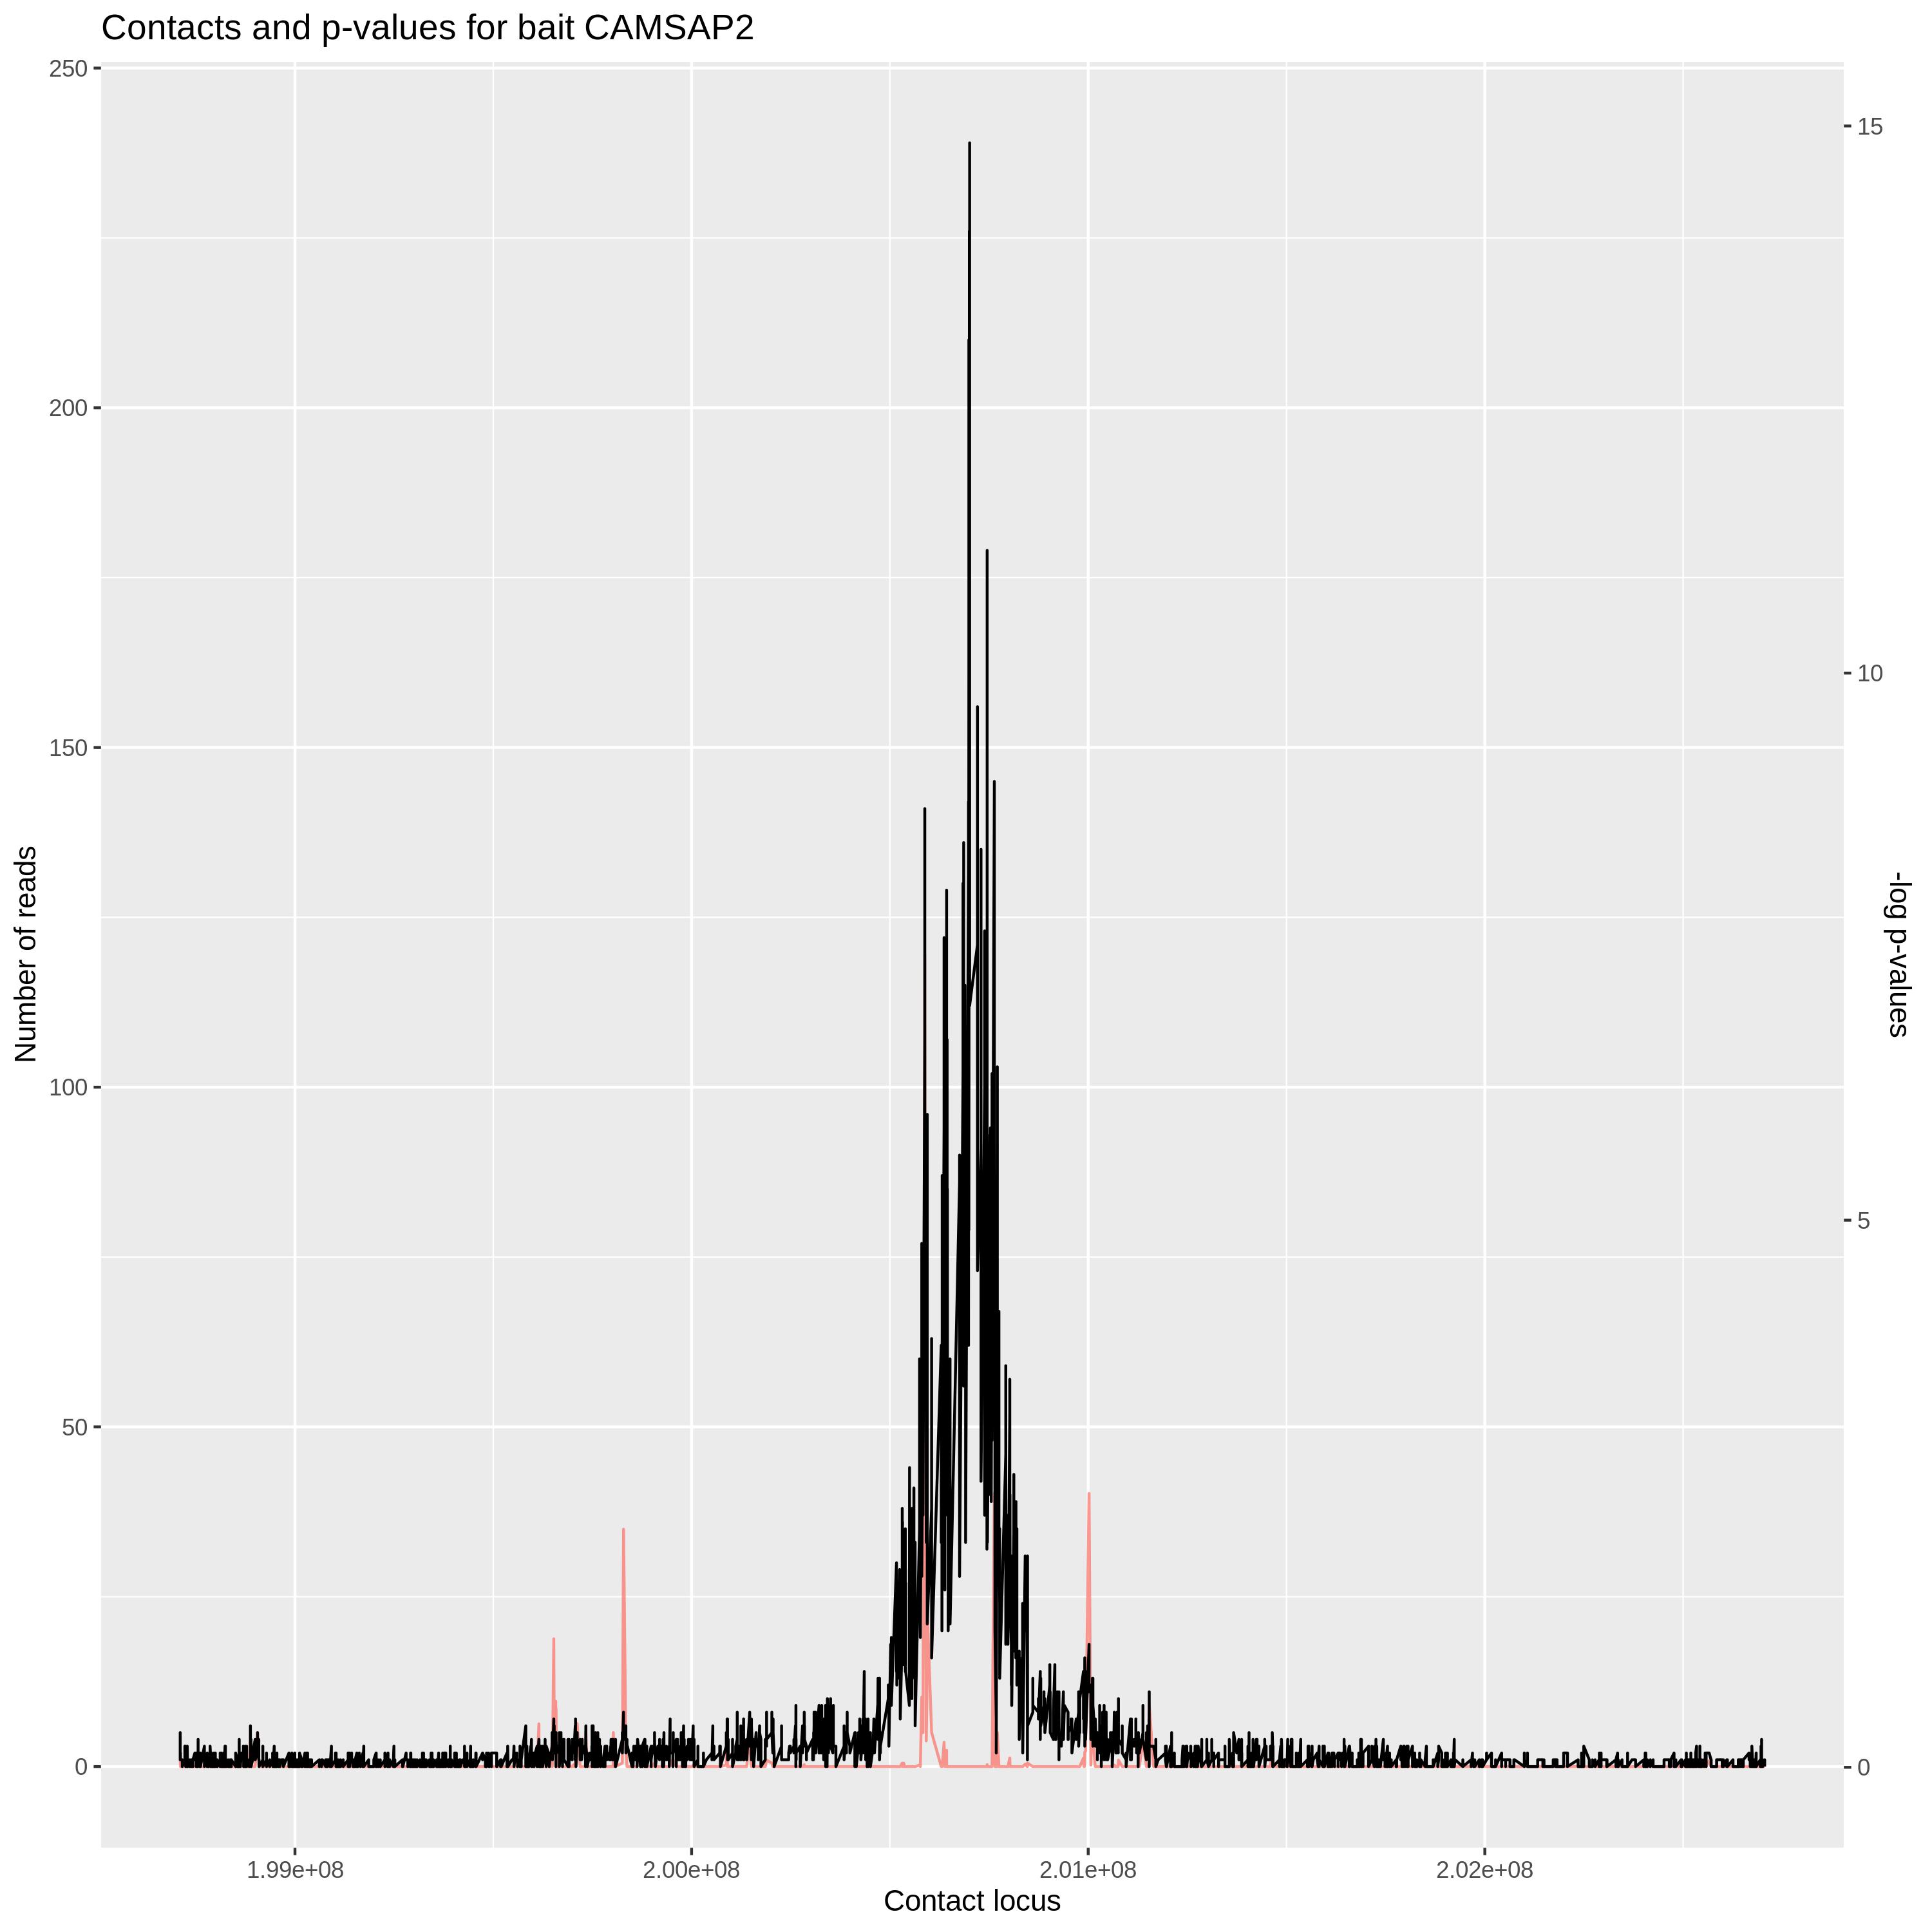 Contacts and p-values for bait CAMSAP2
250
200
150
100
50
0
Number of reads
15
10
5
0
-log p-values
1.99e+08
2.00e+08
2.01e+08
2.02e+08
Contact locus